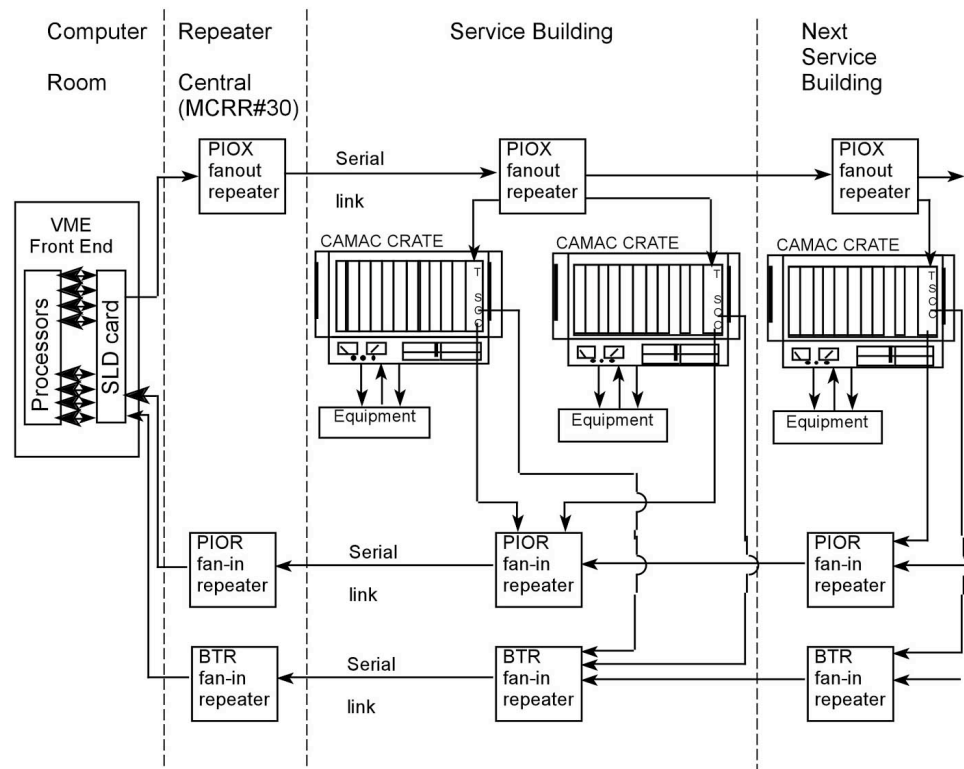 Computer
Room
Repeater
Central
(MCRR#30)
Service Building
Next
Service
Building
PIOX
fanout
repeater
Serial
link
PIOX
fanout
repeater
PIOX
fanout
repeater
VME
Front End
Processors
SLD card
CAMAC CRATE
T
S
C
C
Equipment
CAMAC CRATE
T
S
C
C
Equipment
CAMAC CRATE
T
S
C
C
Equipment
PIOR
fan-in
repeater
Serial
link
PIOR
fan-in
repeater
PIOR
fan-in
repeater
BTR
fan-in
repeater
Serial
link
BTR
fan-in
repeater
BTR
fan-in
repeater